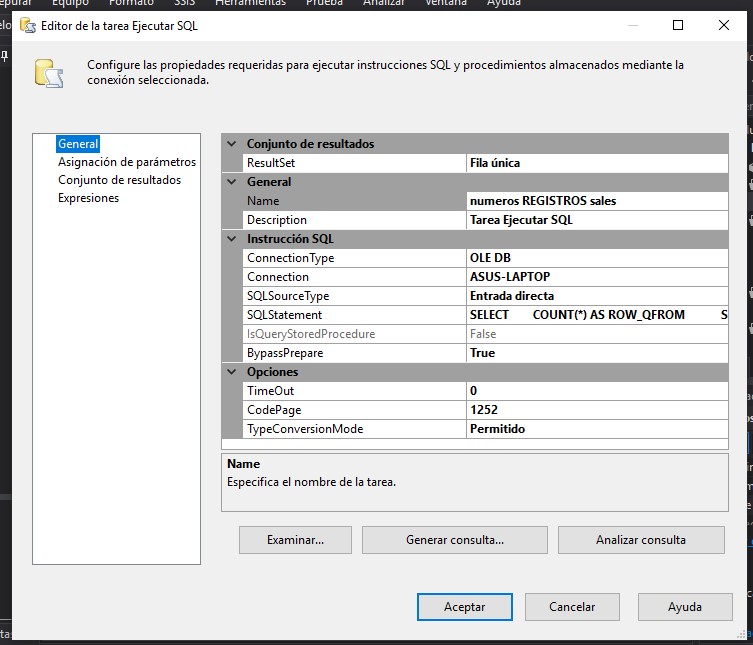 Equipo Formato SSIS Herramientas Prueba Analizar Ventana Ayuda
Editor de la tarea Ejecutar SQL
Configure las propiedades requeridas para ejecutar instrucciones SQL y procedimientos almacenados mediante la
conexión seleccionada.
General
Asignación de parámetros
Conjunto de resultados
Expresiones
Conjunto de resultados
ResultSet Fila única
General
Name numeros REGISTROS sales
Description Tarea Ejecutar SQL
Instrucción SQL
ConnectionType OLE DB
Connection ASUS-LAPTOP
SQLSourceType Entrada directa
SQLStatement SELECT COUNT(*) AS ROW_QFROM S
IsQueryStoredProcedure False
BypassPrepare True
Opciones
TimeOut 0
CodePage 1252
TypeConversionMode Permitido
Name
Especifica el nombre de la tarea.
Examinar... Generar consulta... Analizar consulta
Aceptar Cancelar Ayuda